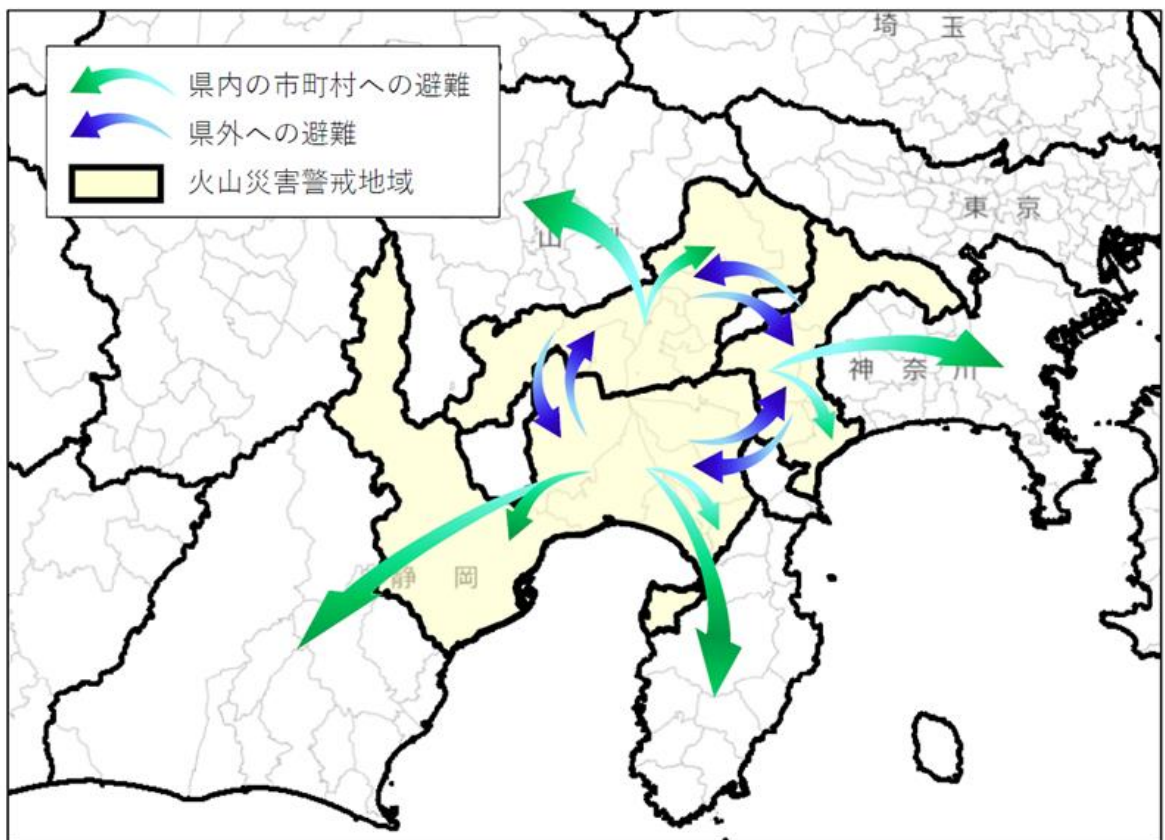 埼 玉
県内の市町村への避難
県外への避難
火山災害警戒地域
東 京
山
神 奈 川
静 岡